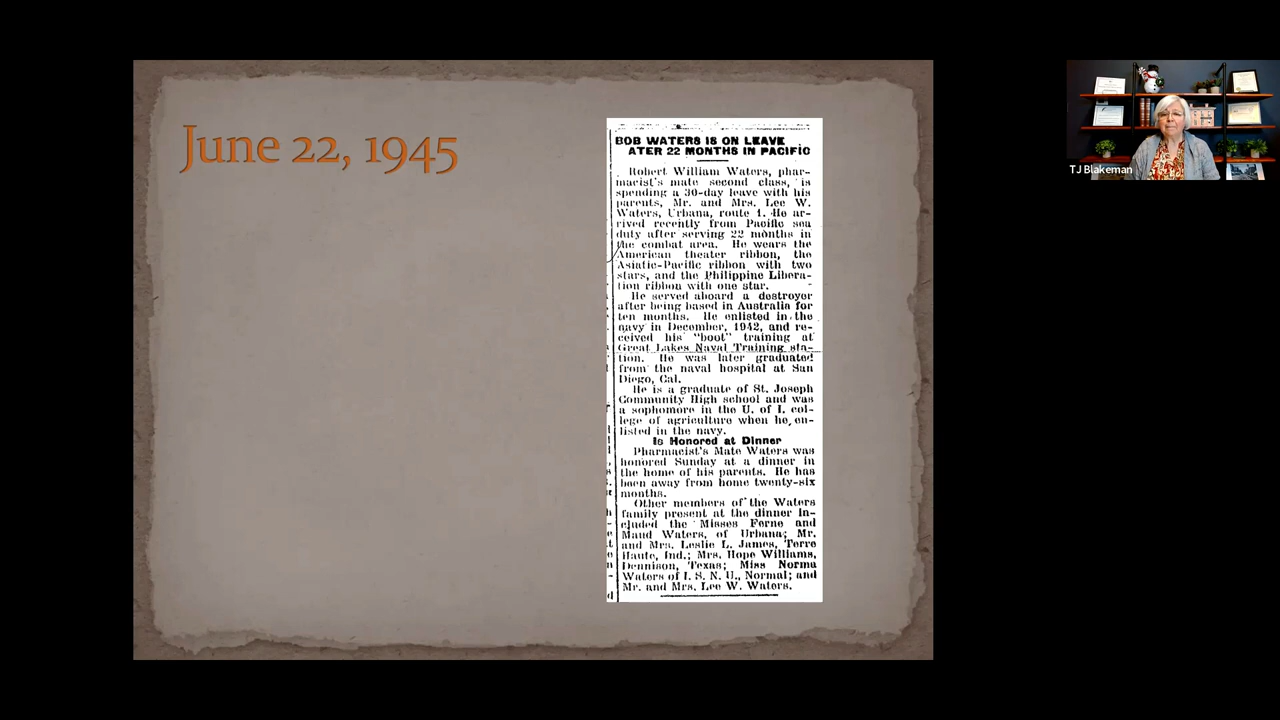 June 22, 1945
BOB WATERS IS ON LEAVE
ATER 22 MONTHS IN PACIFIC
Robert William Waters, phar-
macist's mate second class, is
spending a 30-day leave with his
parents, Mr. and Mrs. Lee W.
Waters, Urbana, route 1. He ar-
rived recently from Pacific sea
duty after serving 22 months in
the combat area. He wears the
American theater ribbon, the
Asiatic-Pacific ribbon with two
stars, and the Philippine Libera-
tion ribbon with one star.
He served aboard a destroyer
after being based in Australia for
ten months. He enlisted in the
navy in December, 1942, and re-
ceived his "boot" training at
Great Lakes Naval Training sta-
tion. He was later graduated
from the naval hospital at San
Diego, Cal.
He is a graduate of St. Joseph
Community High school and was
a sophomore in the U. of I. col-
lege of agriculture when he en-
listed in the navy.
Is Honored at Dinner
Pharmacist's Mate Waters was
honored Sunday at a dinner in
the home of his parents. He has
been away from home twenty-six
months.
Other members of the Waters
family present at the dinner in-
cluded the Misses Ferne and
Maud Waters, of Urbana; Mr.
and Mrs. Leslie L. James, Terre
Haute, Ind.; Mrs. Hope Williams,
Dennison, Texas; Miss Norma
Waters of I. S. N. U., Normal; and
Mr. and Mrs. Lee W. Waters.
TJ Blakeman